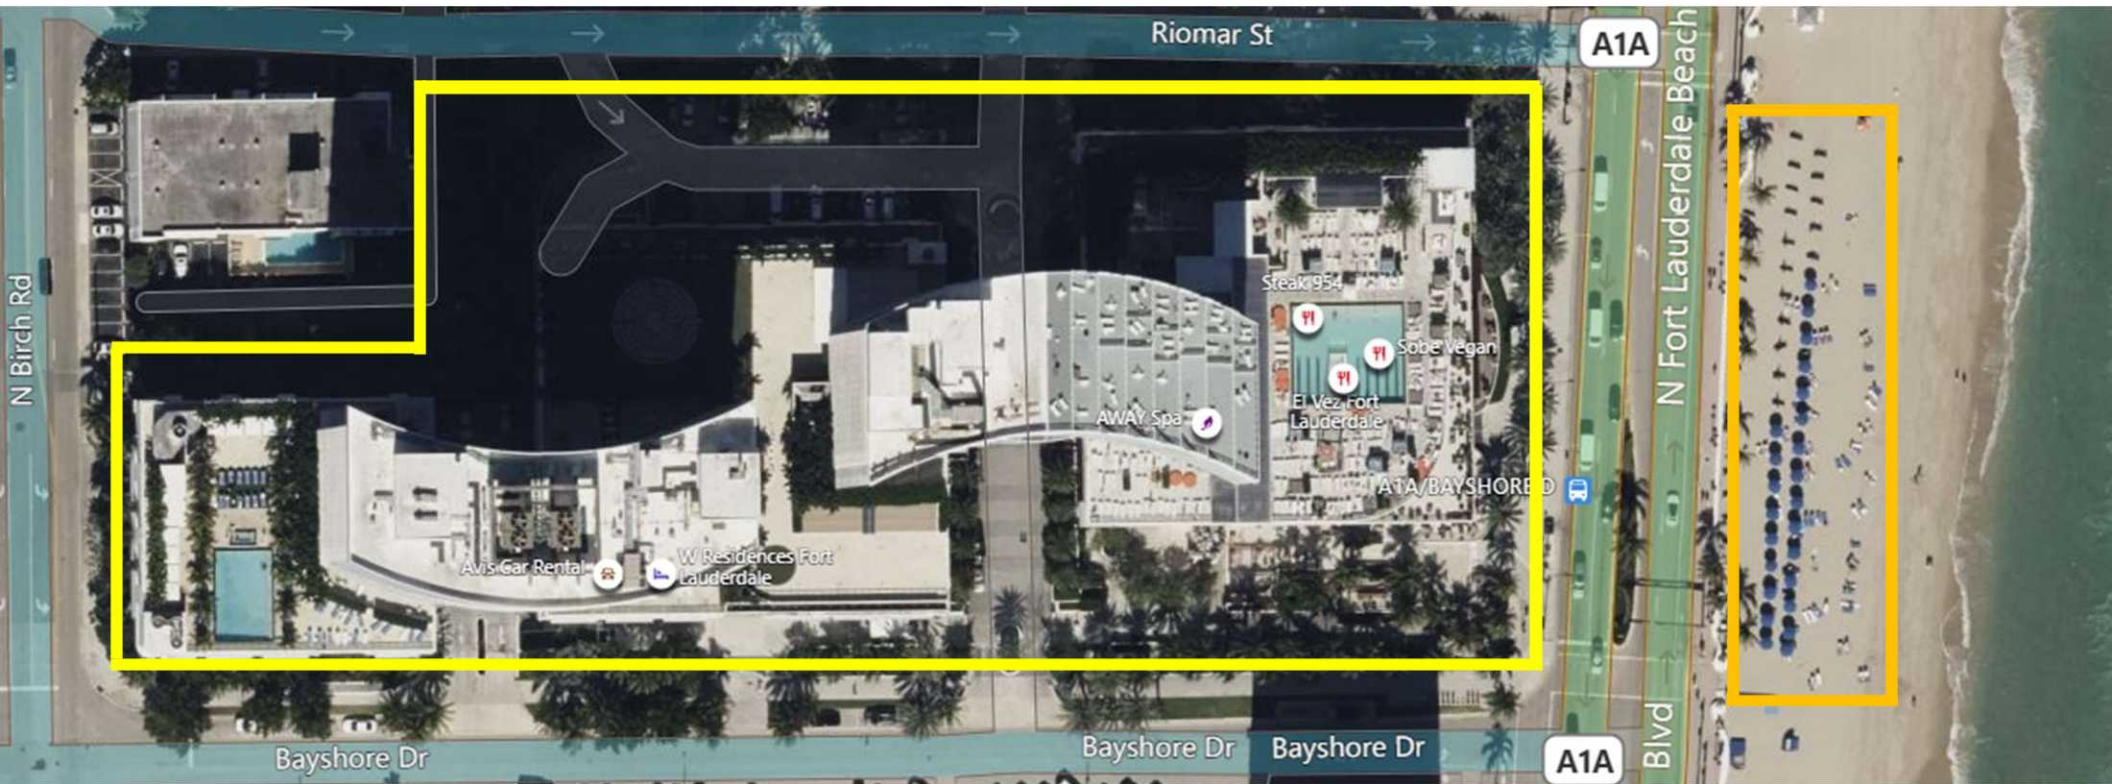 Riomar St
A1A
N Fort Lauderdale Beach
Blvd
N Birch Rd
Steak 954
Sobe Vegan
El Vez Fort
Lauderdale
AWAY Spa
A1A/BAYSHORE D
Avis Car Rental
W Residences Fort
Lauderdale
Bayshore Dr
Bayshore Dr
Bayshore Dr
A1A